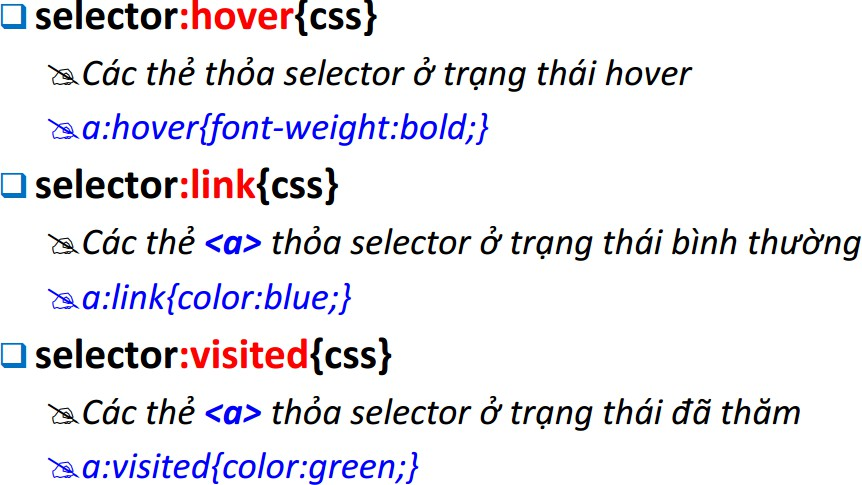 selector:hover{css}
Các thẻ thỏa selector ở trạng thái hover
a:hover{font-weight:bold;}
selector:link{css}
Các thẻ <a> thỏa selector ở trạng thái bình thường
a:link{color:blue;}
selector:visited{css}
Các thẻ <a> thỏa selector ở trạng thái đã thăm
a:visited{color:green;}